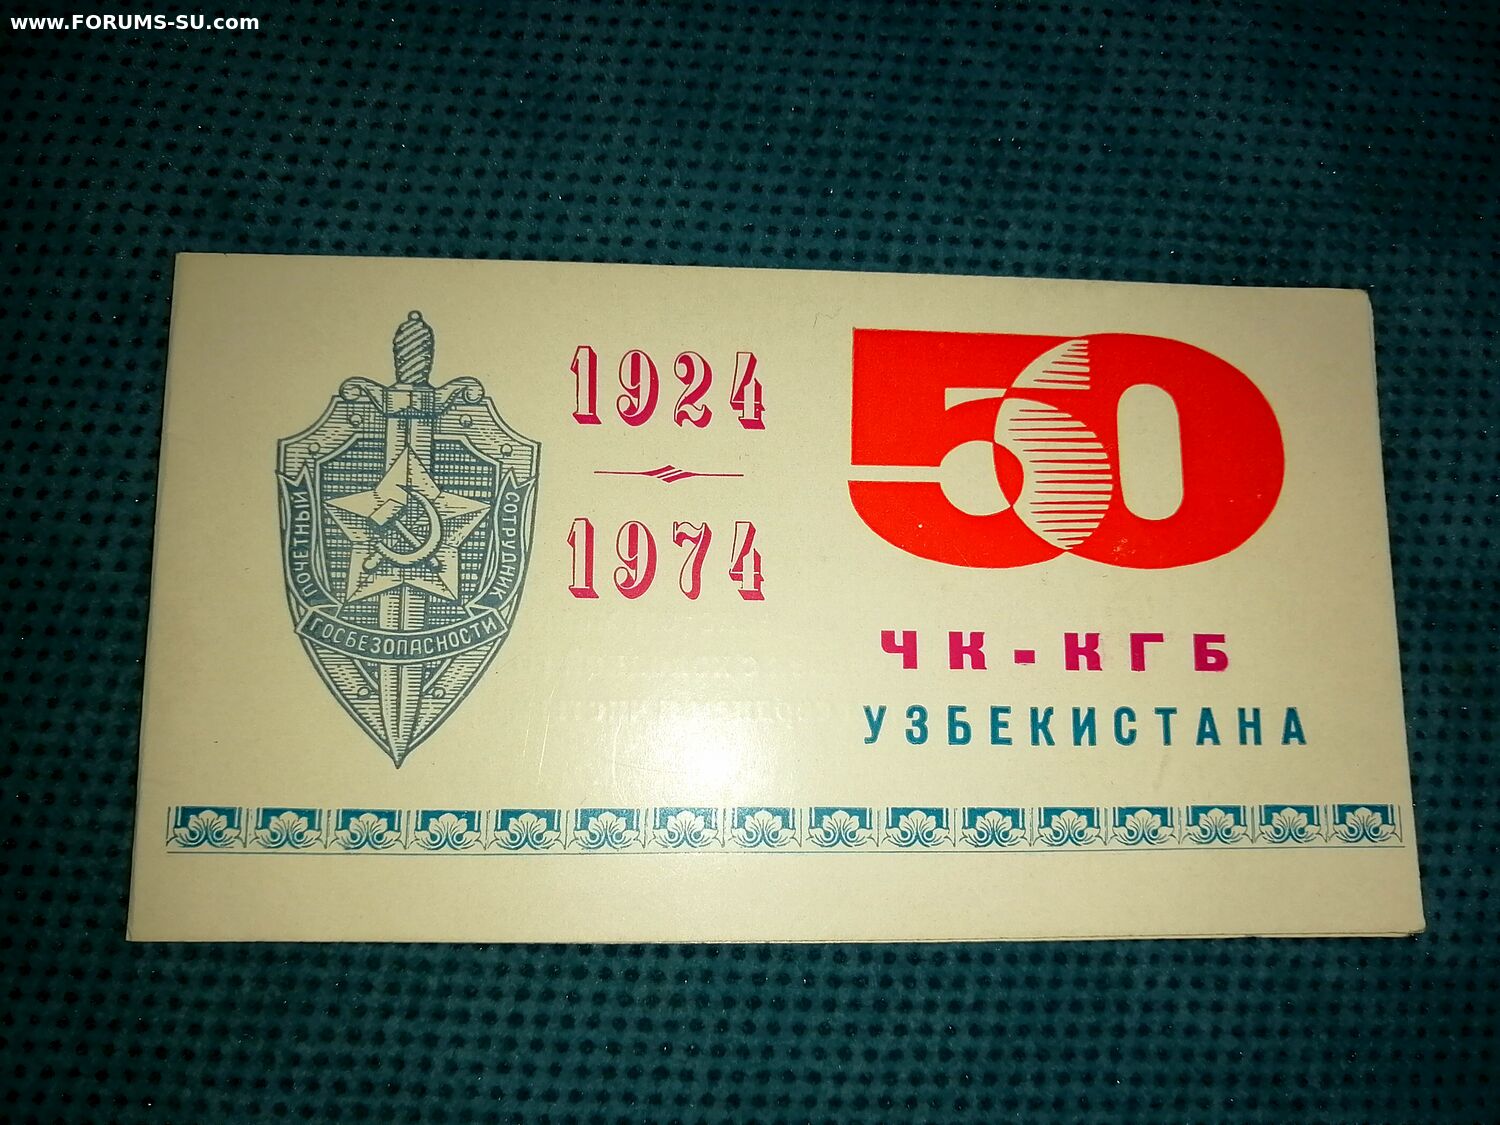 www.FORUMS-SU.com
ПОЧЕТНЫЙ
СОТРУДНИК
ГОСБЕЗОПАСНОСТИ
1924
1974
50
ЧК-КГБ
УЗБЕКИСТАНА